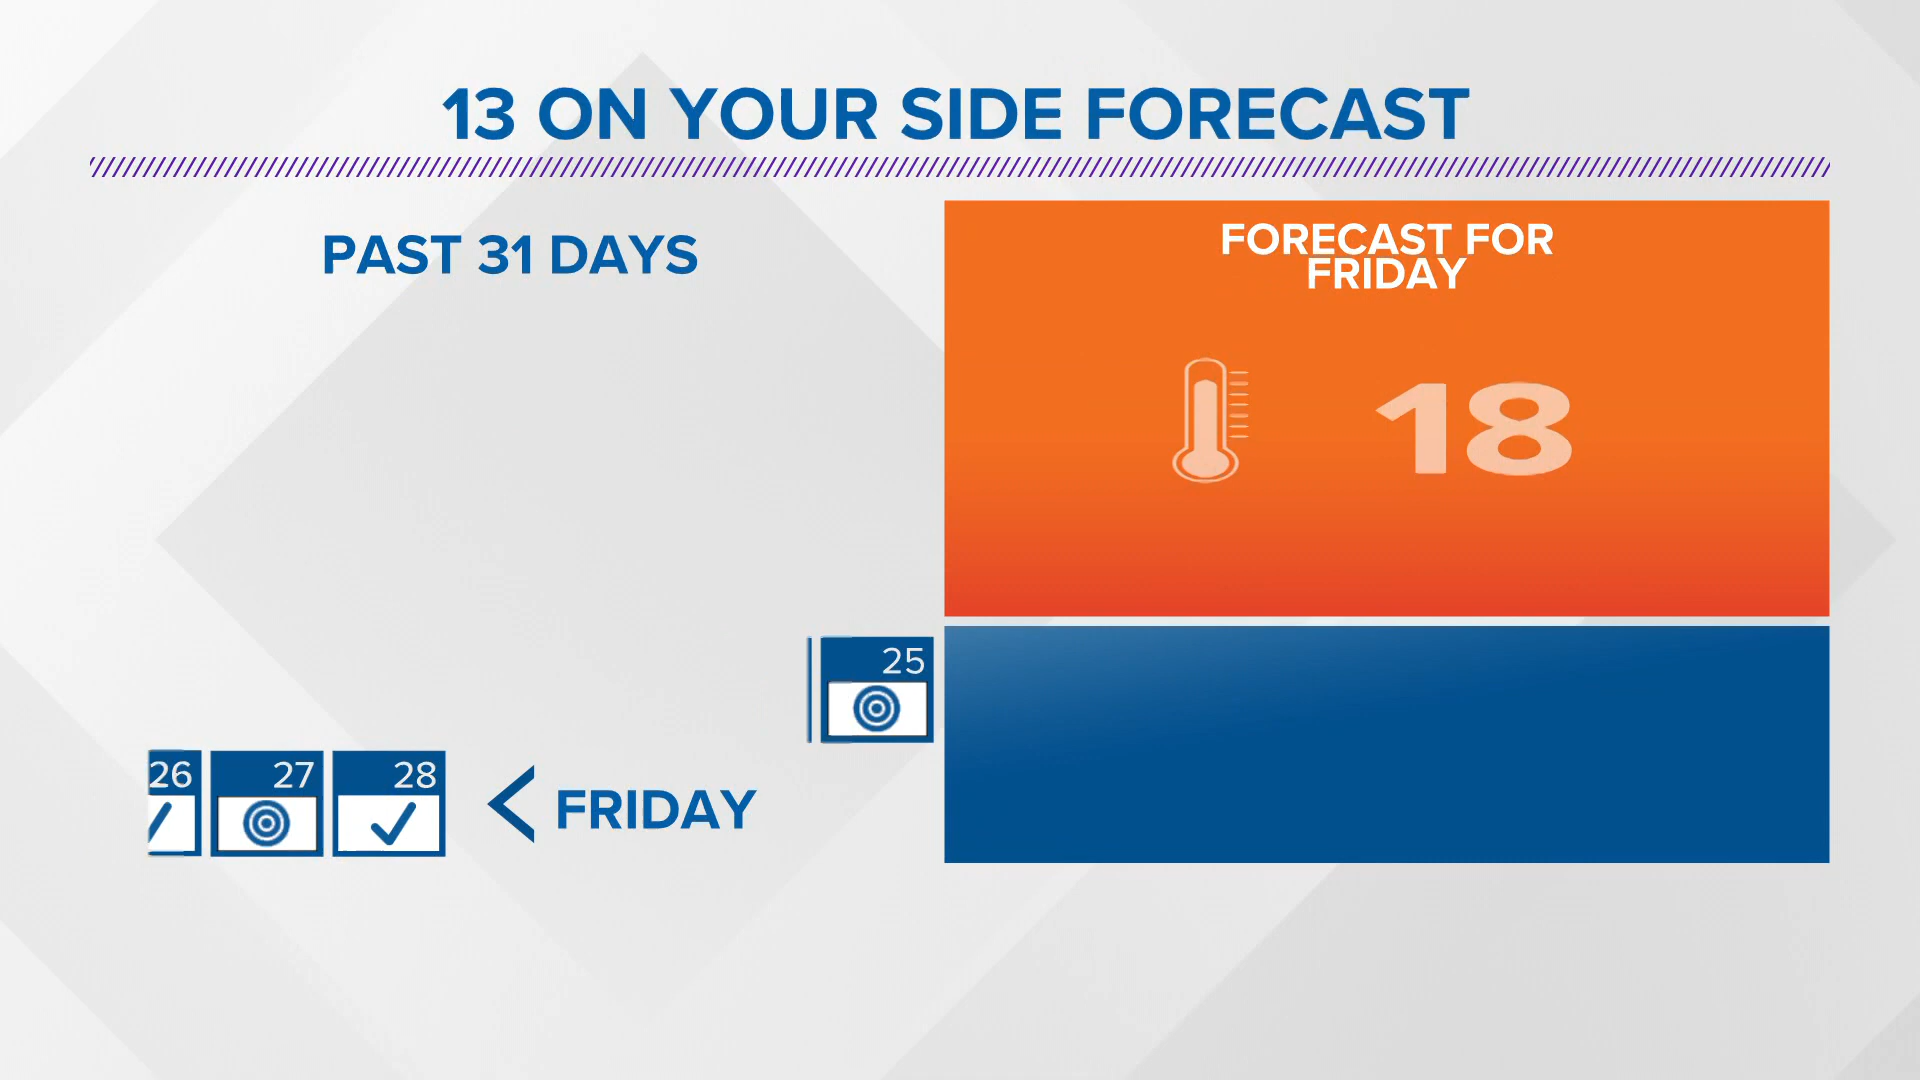 13 ON YOUR SIDE FORECAST
PAST 31 DAYS
25
26 27 28
< FRIDAY
FORECAST FOR
FRIDAY
18